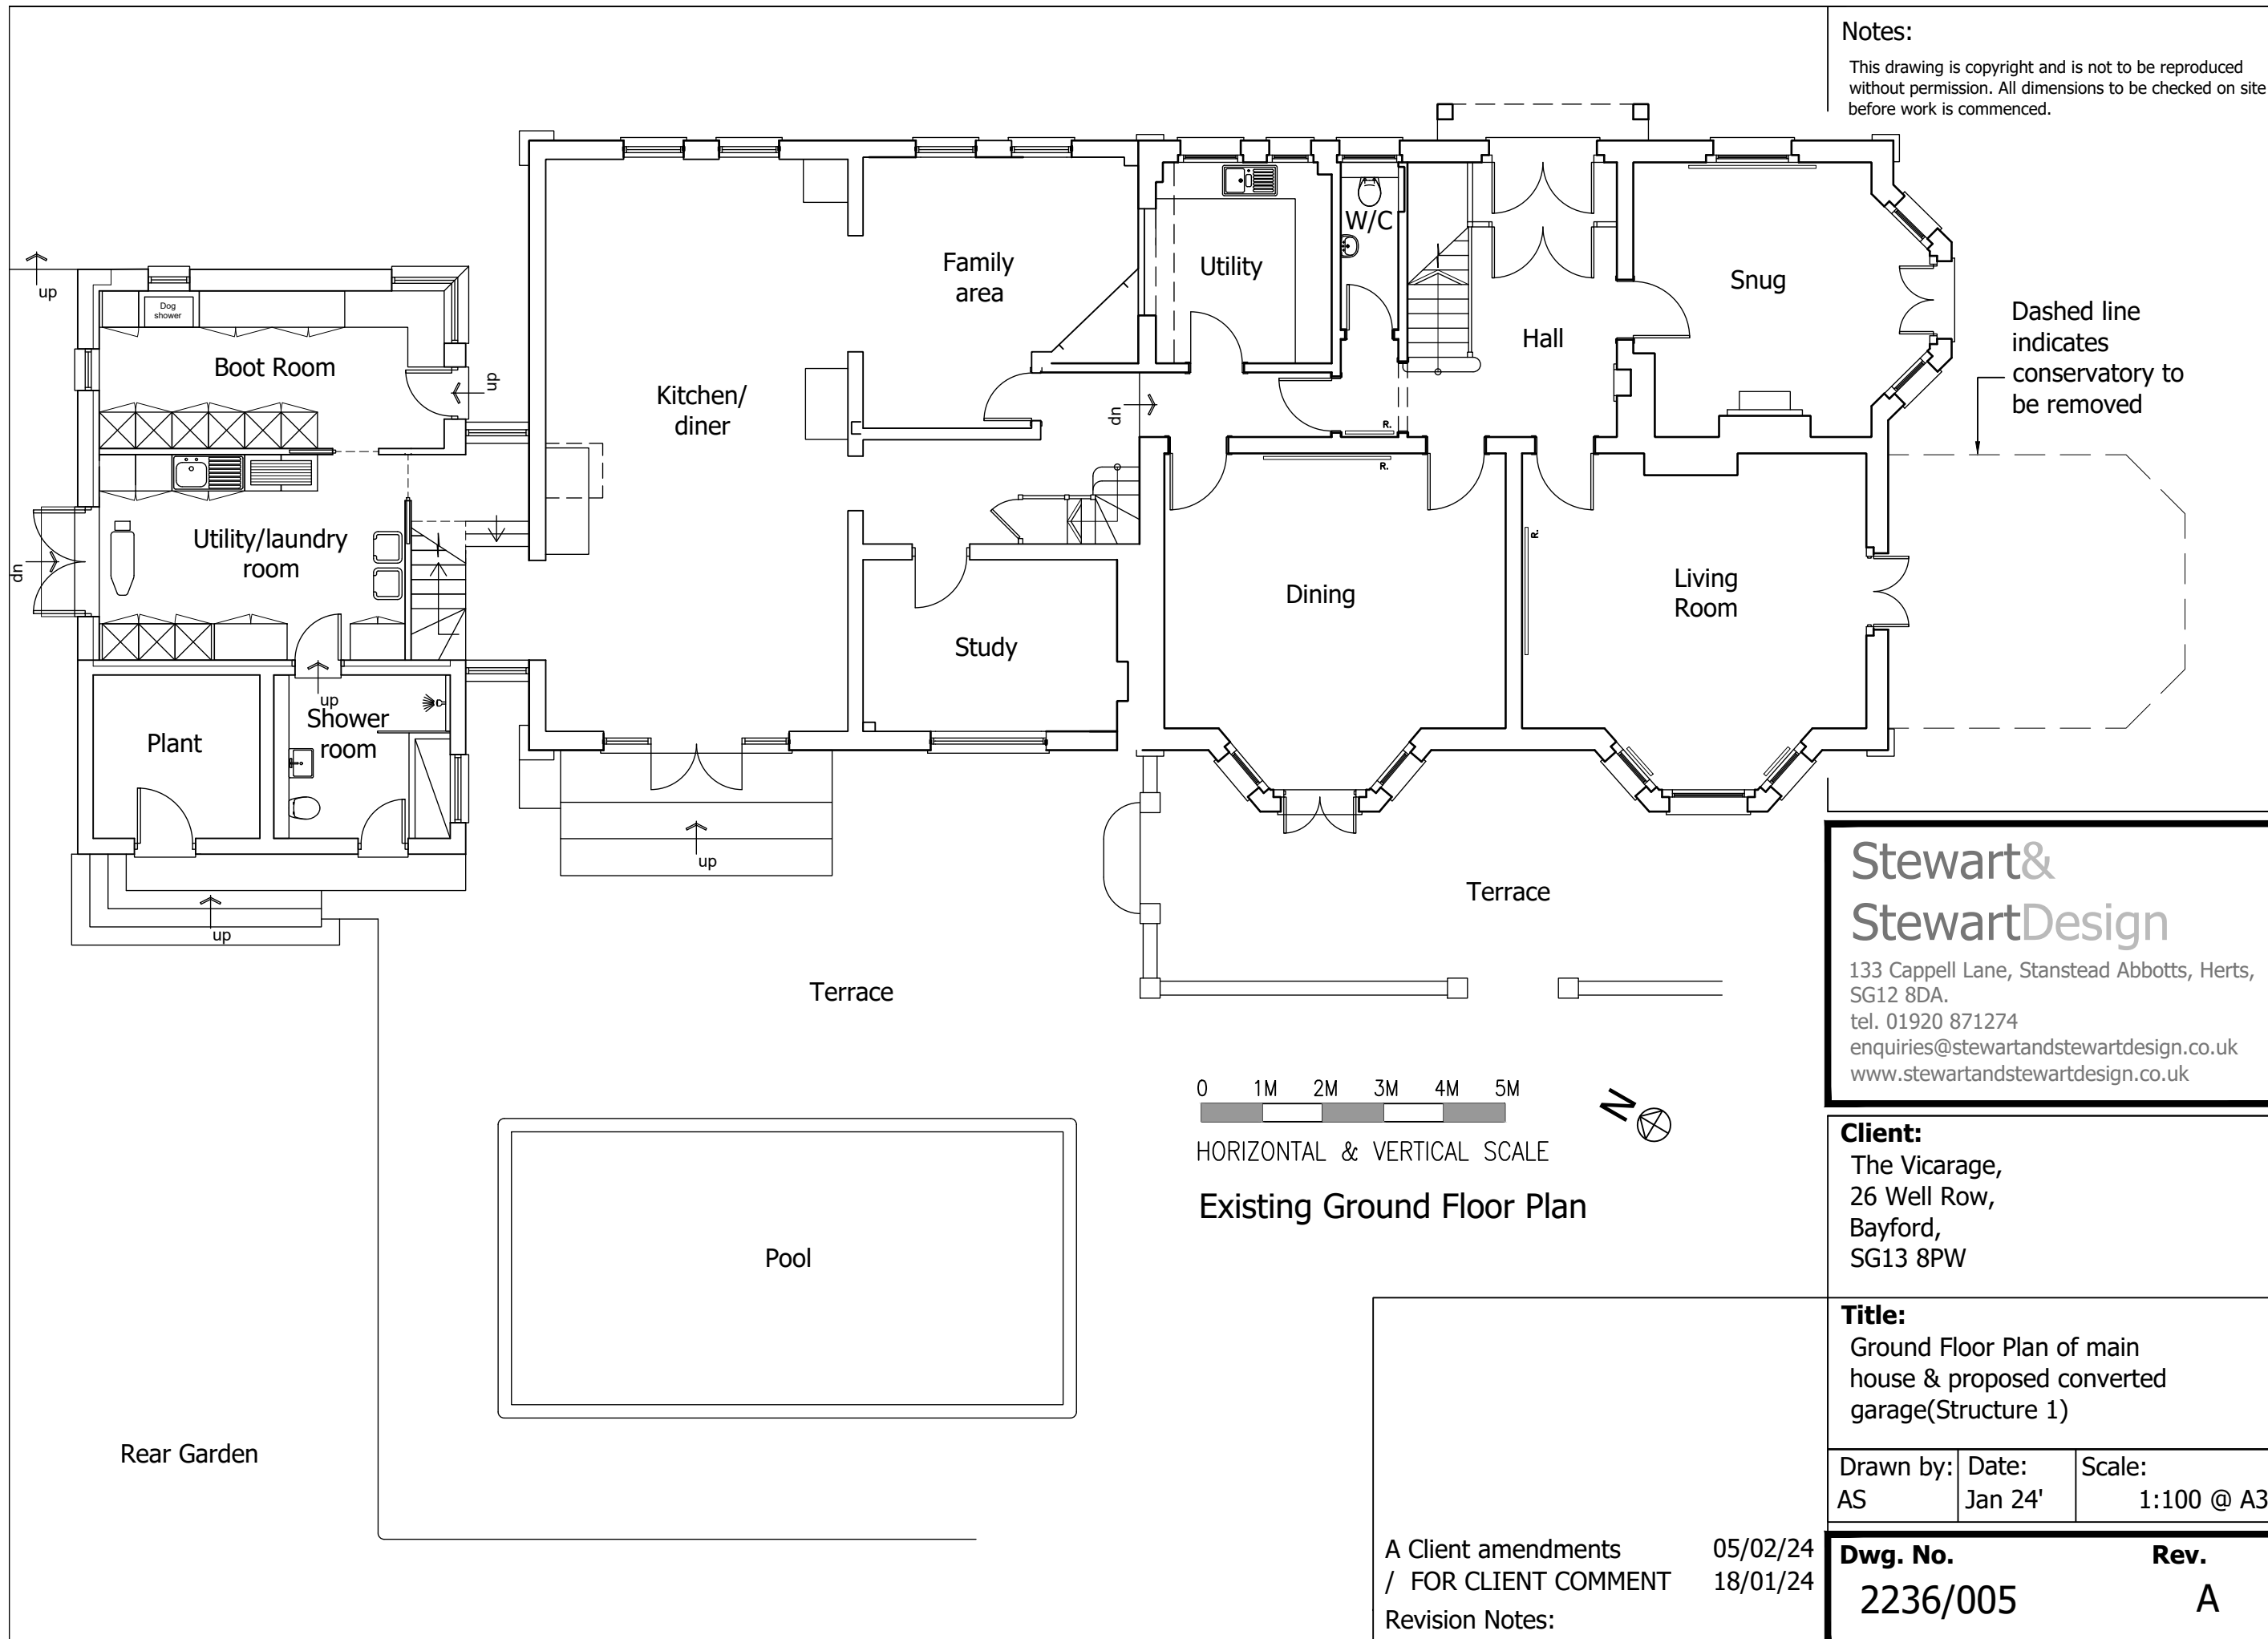 Notes:
This drawing is copyright and is not to be reproduced
without permission. All dimensions to be checked on site
before work is commenced.
up
Dog
shower
Boot Room
up
Utility/laundry
room
dn
up
Shower
room
Plant
up
Kitchen/
diner
Family
area
Utility
W/C
Hall
Snug
dn
R.
R.
R.
Study
Dining
Living
Room
Dashed line
indicates
conservatory to
be removed
up
Terrace
Terrace
Pool
Rear Garden
0 1M 2M 3M 4M 5M
HORIZONTAL & VERTICAL SCALE
N
Existing Ground Floor Plan
Stewart&
StewartDesign
133 Cappell Lane, Stanstead Abbotts, Herts,
SG12 8DA.
tel. 01920 871274
enquiries@stewartandstewartdesign.co.uk
www.stewartandstewartdesign.co.uk
Client:
The Vicarage,
26 Well Row,
Bayford,
SG13 8PW
Title:
Ground Floor Plan of main
house & proposed converted
garage(Structure 1)
Drawn by: Date: Scale:
AS Jan 24' 1:100 @ A3
A Client amendments 05/02/24
/ FOR CLIENT COMMENT 18/01/24
Revision Notes:
Dwg. No. Rev.
2236/005 A